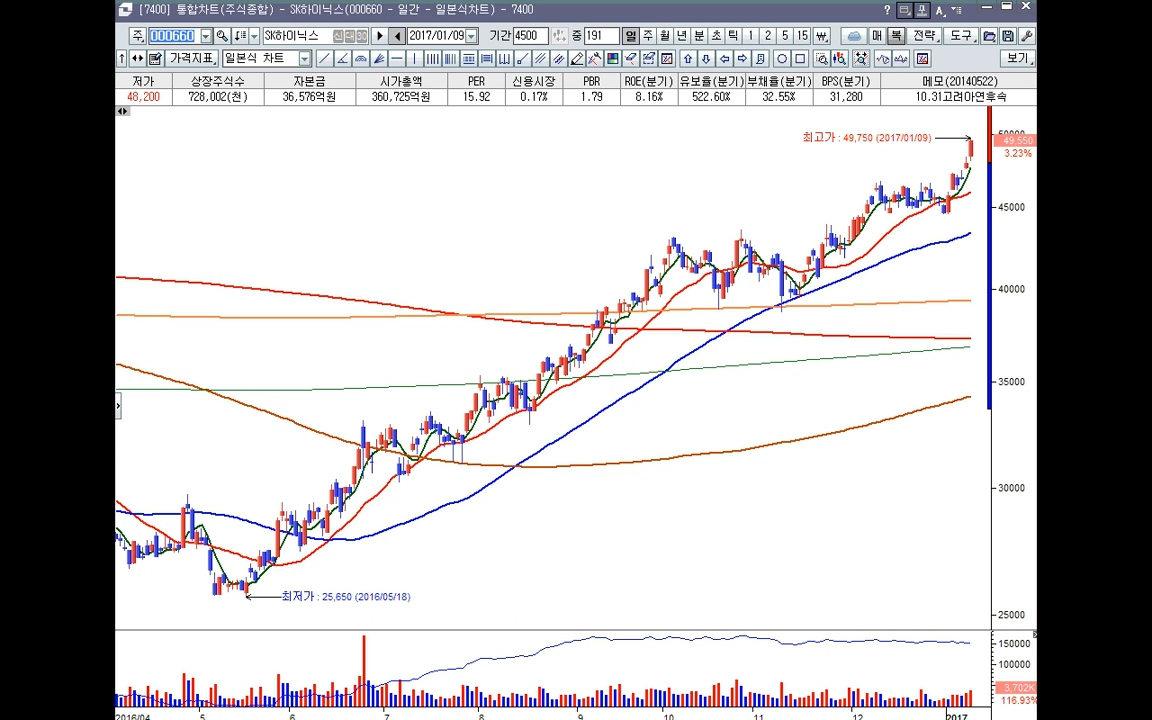 [7400] 통합차트(주식종합) - SK하이닉스(000660 - 일간 - 일본식차트) - 7400
주 000660 SK하이닉스 신 20 30 2017/01/09 기간 4500 중 191 일 주 월 년 분 초 틱 1 2 3 5 15 ₩ 매 복 전략 도구
가격지표 일본식 차트 보기
저가 상장주식수 자본금 시가총액 PER 신용시장 PBR ROE(분기) 유보율(분기) 부채율(분기) BPS(분기) 메모(20140522)
48,200 728,002(천) 36,576억원 360,725억원 15.92 0.17% 1.79 8.16% 522.60% 32.55% 31,280 10.31고려아연후속
최고가 : 49,750 (2017/01/09)
50000
49,550
3.23%
45000
40000
35000
30000
최저가 : 25,650 (2016/05/18)
25000
150000
100000
3,702K
116.93%
2016/04 5 6 7 8 9 10 11 12 2017